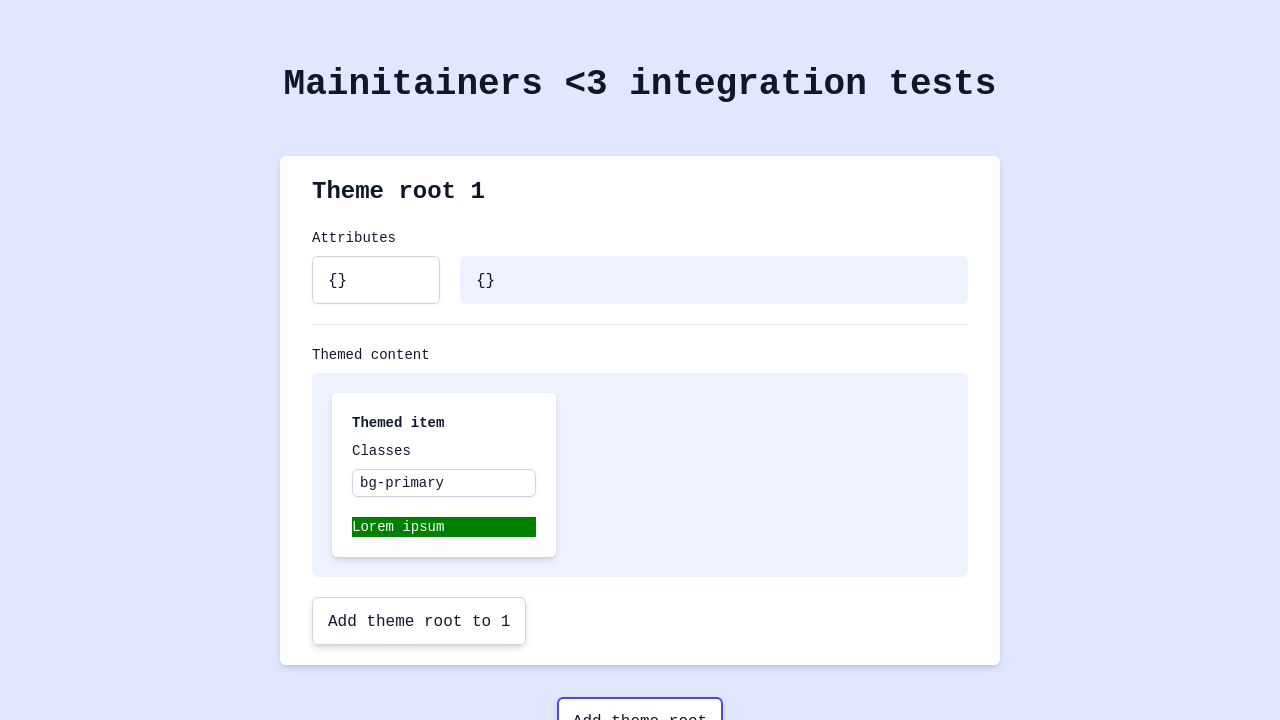 Mainitainers <3 integration tests
Theme root 1
Attributes
{}
{}
Themed content
Themed item
Classes
bg-primary
Lorem ipsum
Add theme root to 1
Add theme root